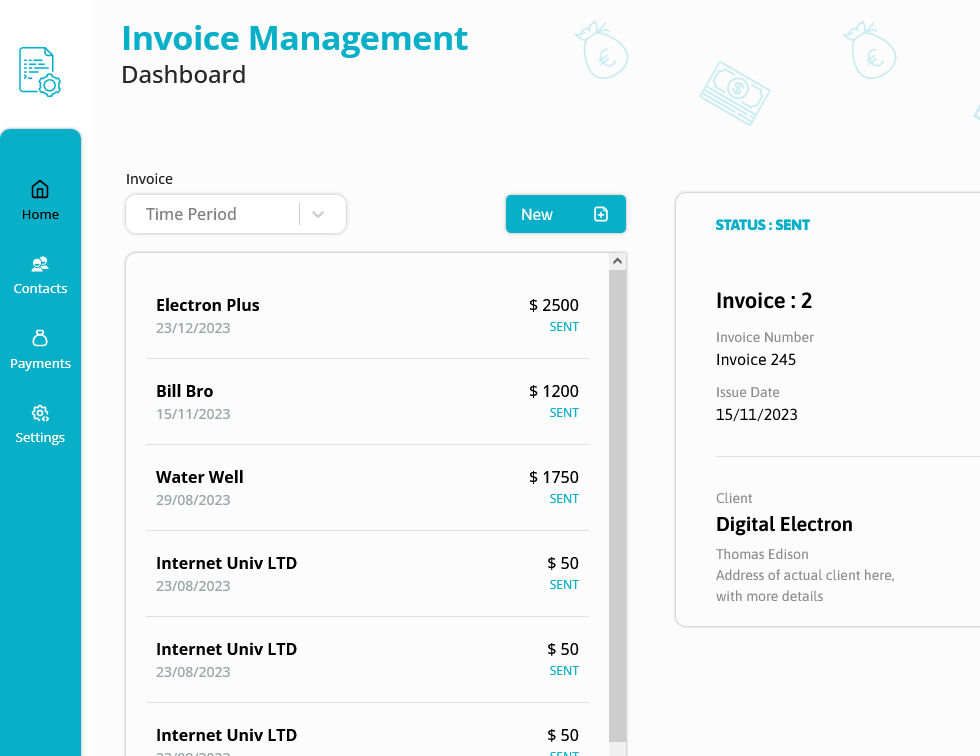 Invoice Management
Dashboard
Home
Contacts
Payments
Settings
Invoice
Time Period
New
Electron Plus
$ 2500
23/12/2023
SENT
Bill Bro
$ 1200
15/11/2023
SENT
Water Well
$ 1750
29/08/2023
SENT
Internet Univ LTD
$ 50
23/08/2023
SENT
Internet Univ LTD
$ 50
23/08/2023
SENT
Internet Univ LTD
$ 50
23/08/2023
SENT
STATUS : SENT
Invoice : 2
Invoice Number
Invoice 245
Issue Date
15/11/2023
Client
Digital Electron
Thomas Edison
Address of actual client here,
with more details